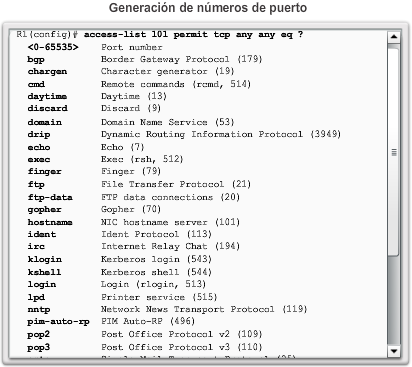 Generación de números de puerto
R1(config)# access-list 101 permit tcp any any eq ?
<0-65535> Port number
bgp Border Gateway Protocol (179)
chargen Character generator (19)
cmd Remote commands (rcmd, 514)
daytime Daytime (13)
discard Discard (9)
domain Domain Name Service (53)
drip Dynamic Routing Information Protocol (3949)
echo Echo (7)
exec Exec (rsh, 512)
finger Finger (79)
ftp File Transfer Protocol (21)
ftp-data FTP data connections (20)
gopher Gopher (70)
hostname NIC hostname server (101)
ident Ident Protocol (113)
irc Internet Relay Chat (194)
klogin Kerberos login (543)
kshell Kerberos shell (544)
login Login (rlogin, 513)
lpd Printer service (515)
nntp Network News Transport Protocol (119)
pim-auto-rp PIM Auto-RP (496)
pop2 Post Office Protocol v2 (109)
pop3 Post Office Protocol v3 (110)